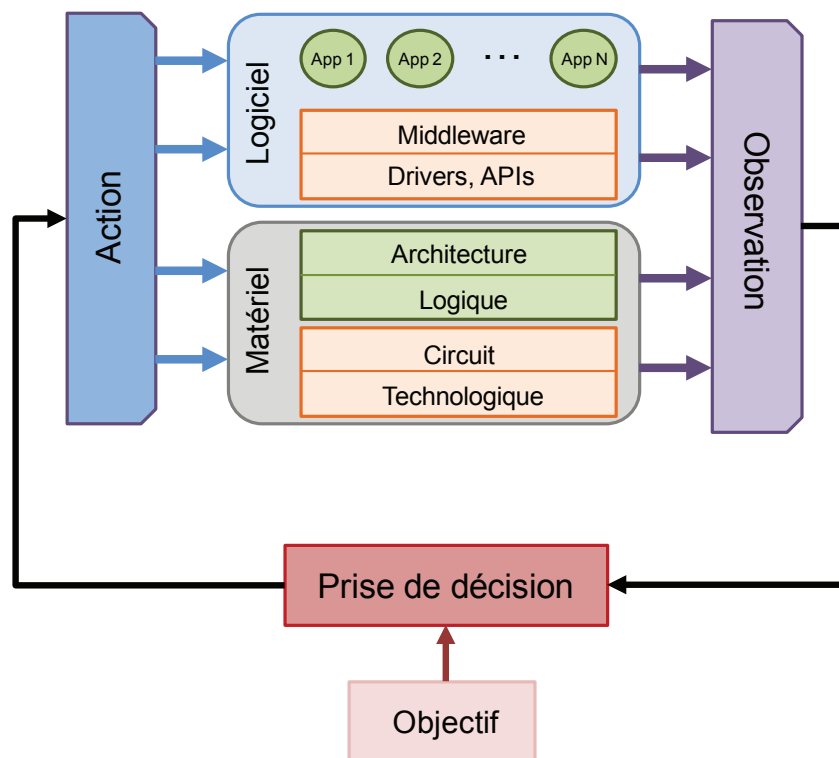 Action
Logiciel
App 1 App 2 ... App N
Middleware
Drivers, APIs
Matériel
Architecture
Logique
Circuit
Technologique
Observation
Prise de décision
Objectif